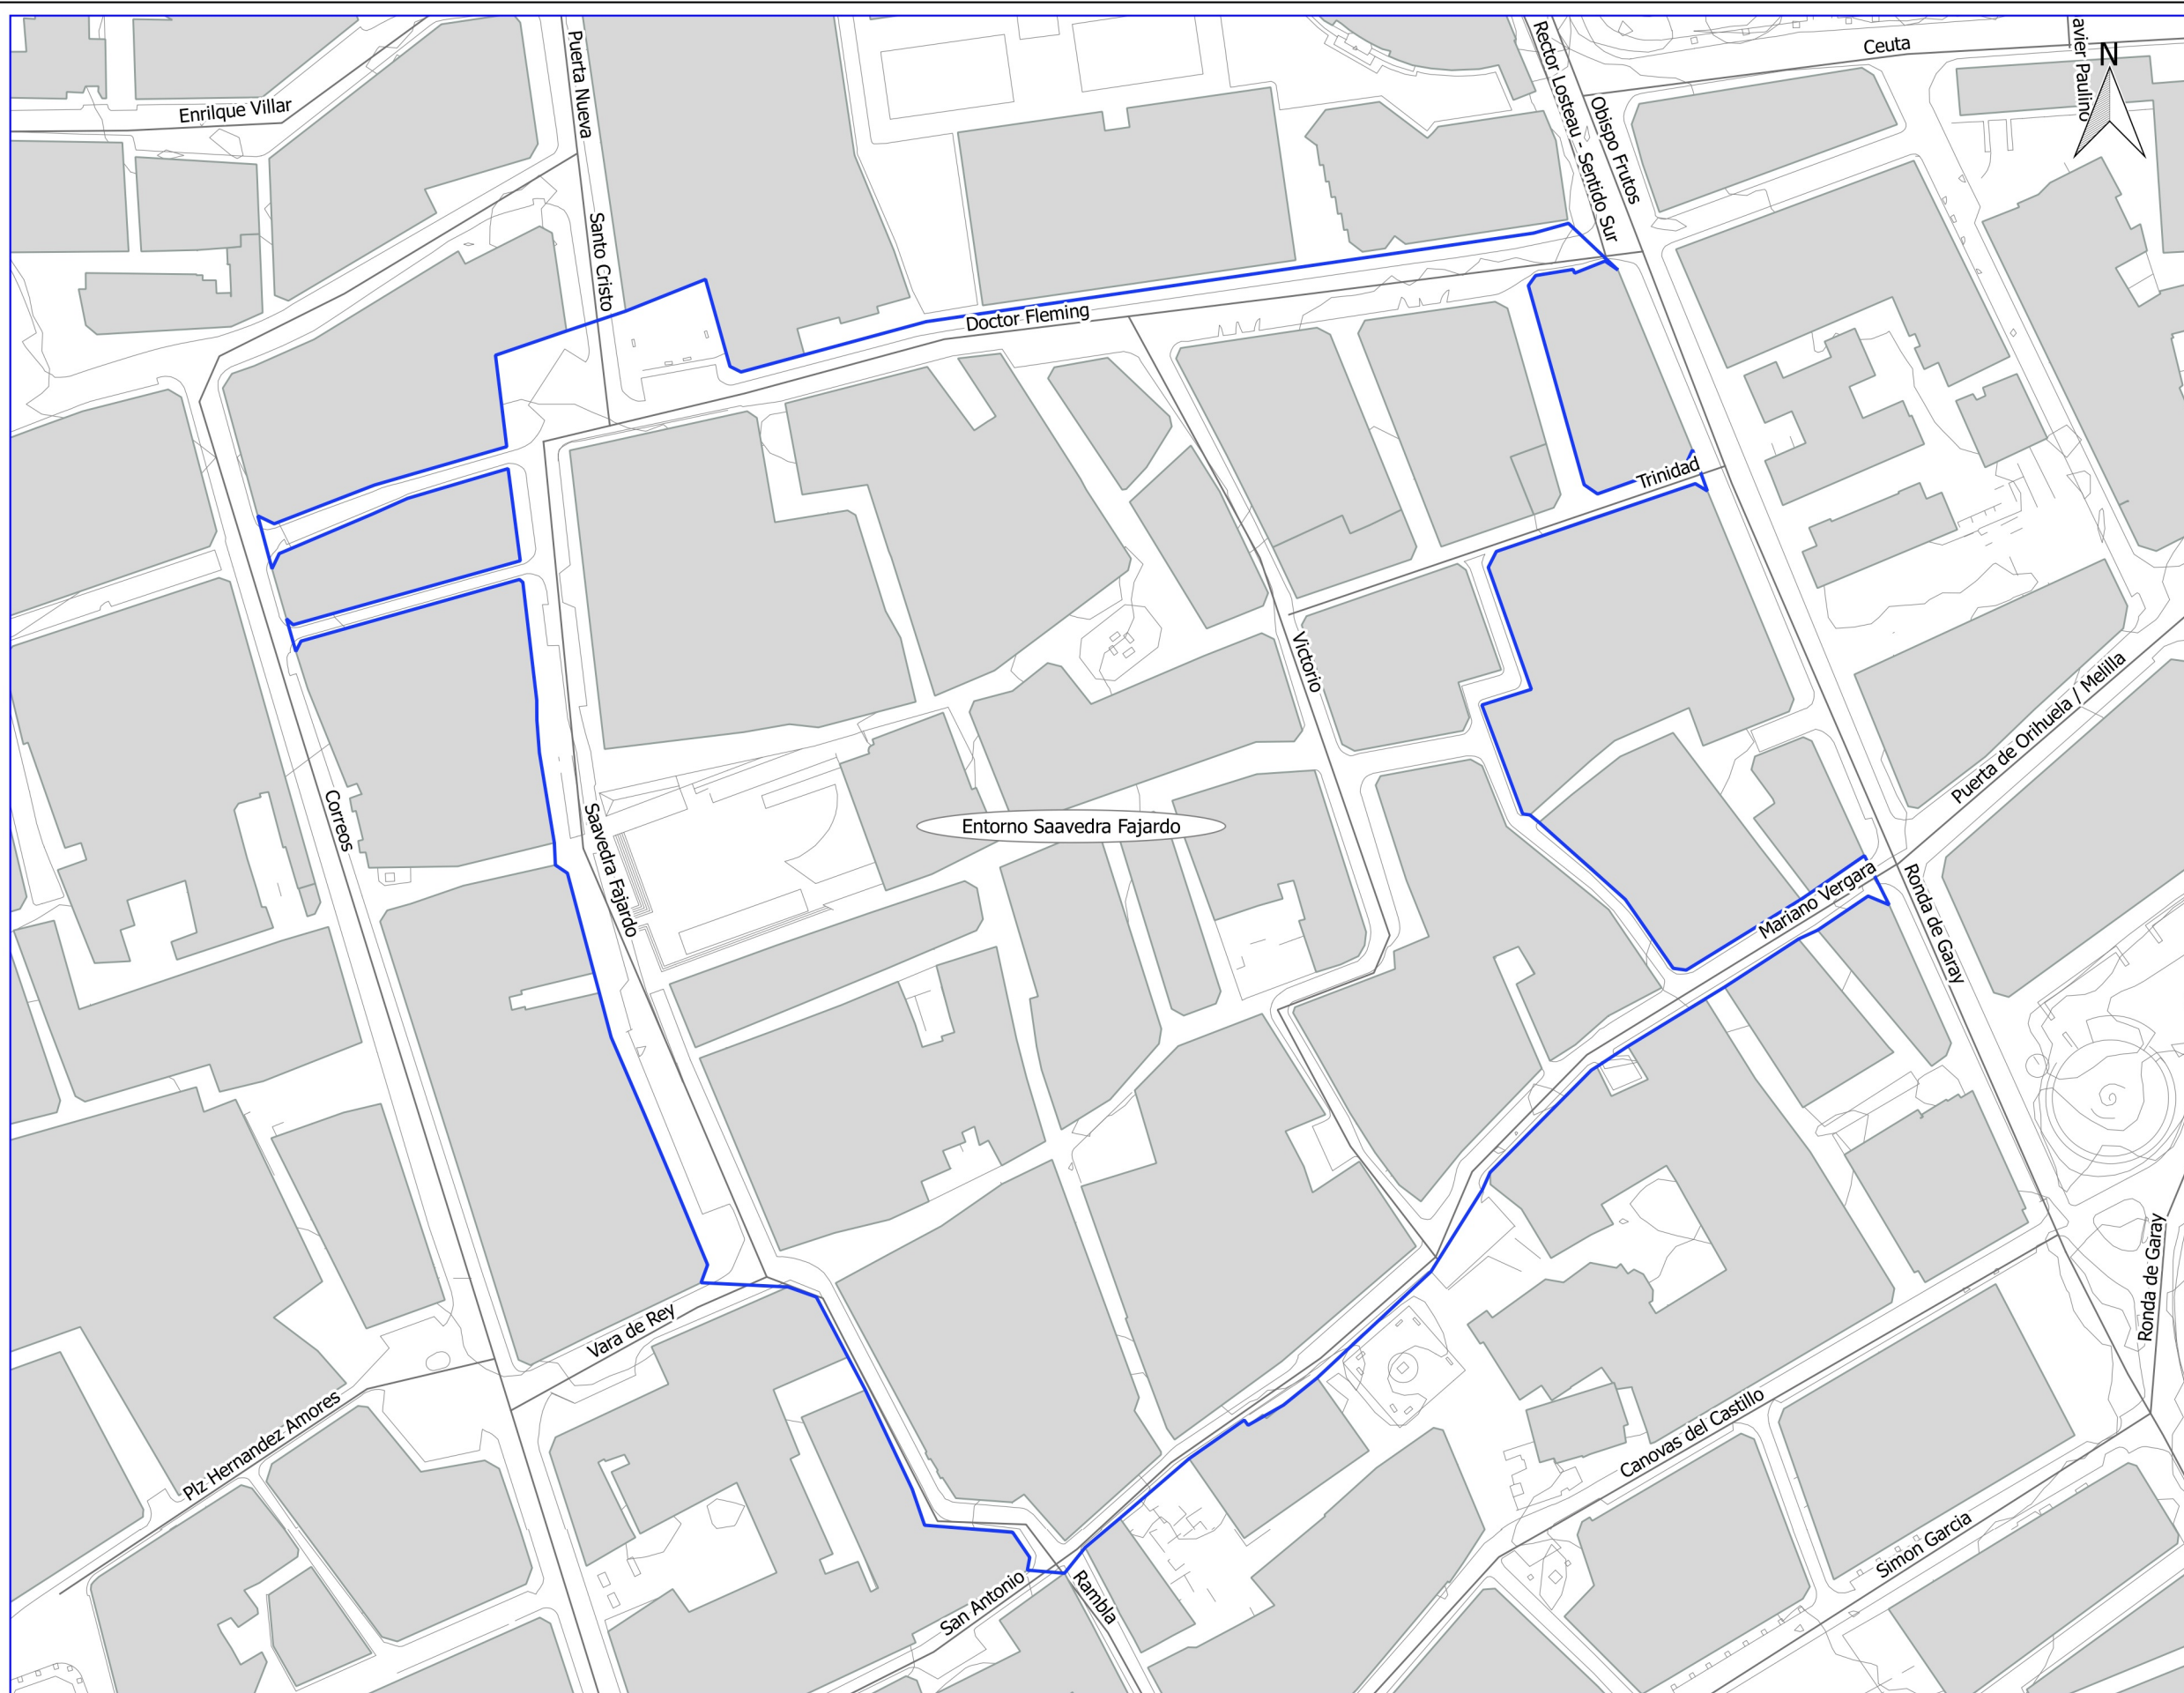 Enrilque Villar
Puerta Nueva
Santo Cristo
Rector Losteau - Sentido Sur
Obispo Frutos
Ceuta
avier Paulino
N
Doctor Fleming
Trinidad
Victorio
Puerta de Orihuela / Melilla
Correos
Saavedra Fajardo
Entorno Saavedra Fajardo
Mariano Vergara
Ronda de Garay
Ronda de Garay
Vara de Rey
Plz Hernandez Amores
Canovas del Castillo
Simon Garcia
San Antonio
Rambla